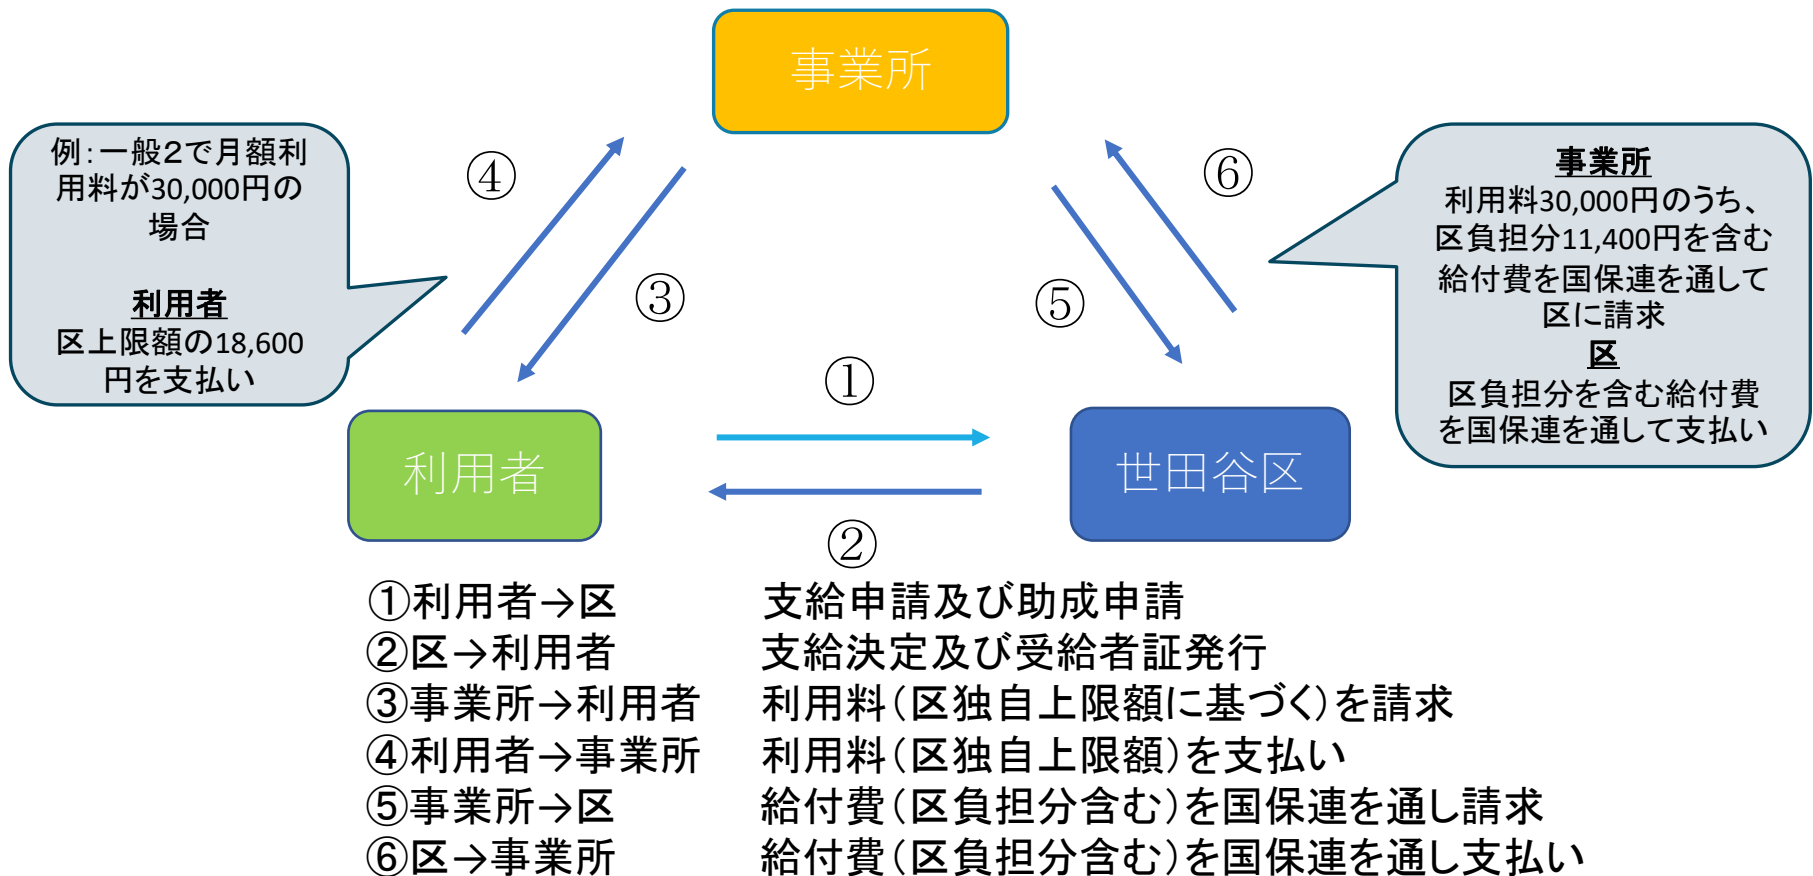 事業所
例：一般２で月額利
用料が30,000円の
場合
利用者
区上限額の18,600
円を支払い
④
③
⑥
⑤
事業所
利用料30,000円のうち、
区負担分11,400円を含む
給付費を国保連を通して
区に請求
区
区負担分を含む給付費
を国保連を通して支払い
①
利用者
世田谷区
②
①利用者→区　支給申請及び助成申請
②区→利用者　支給決定及び受給者証発行
③事業所→利用者　利用料（区独自上限額に基づく）を請求
④利用者→事業所　利用料（区独自上限額）を支払い
⑤事業所→区　給付費（区負担分含む）を国保連を通し請求
⑥区→事業所　給付費（区負担分含む）を国保連を通し支払い